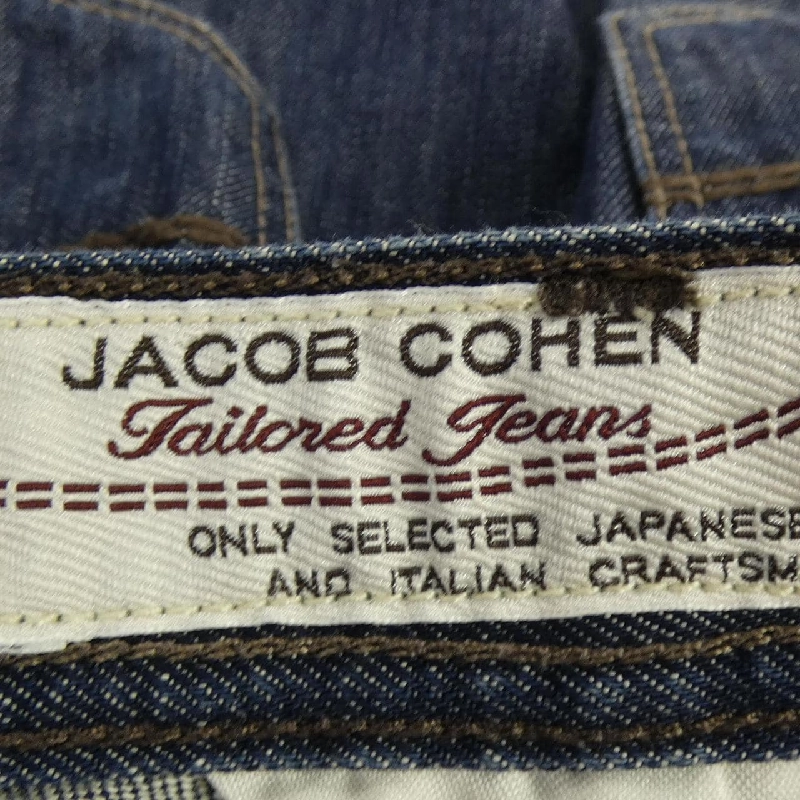 JACOB COHEN
Tailored Jeans
ONLY SELECTED JAPANESE
AND ITALIAN CRAFTSM